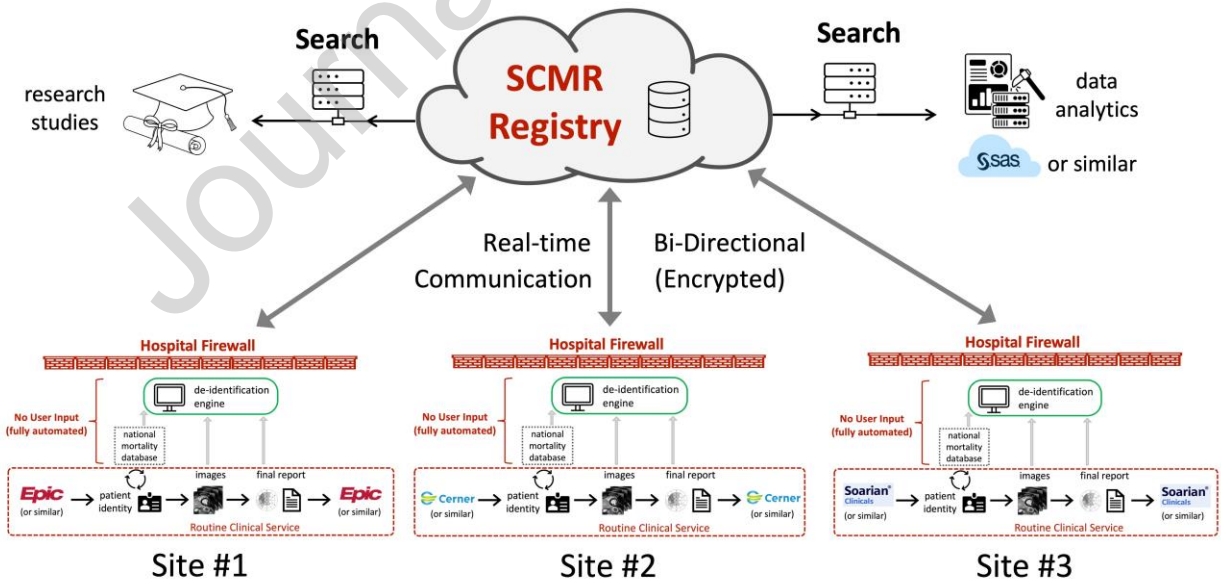 Journa
Search
research
studies
SCMR
Registry
Search
data
analytics
Ssas
or similar
Real-time
Communication
Bi-Directional
(Encrypted)
Hospital Firewall
No User Input
(fully automated)
de-identification
engine
national
mortality
database
images
final report
Epic
(or similar)
patient
identity
Epic
(or similar)
Routine Clinical Service
Site #1
Hospital Firewall
No User Input
(fully automated)
de-identification
engine
national
mortality
database
images
final report
Cerner
(or similar)
patient
identity
Cerner
(or similar)
Routine Clinical Service
Site #2
Hospital Firewall
No User Input
(fully automated)
de-identification
engine
national
mortality
database
images
final report
Soarian®
Clinicals
(or similar)
patient
identity
Soarian®
Clinicals
(or similar)
Routine Clinical Service
Site #3